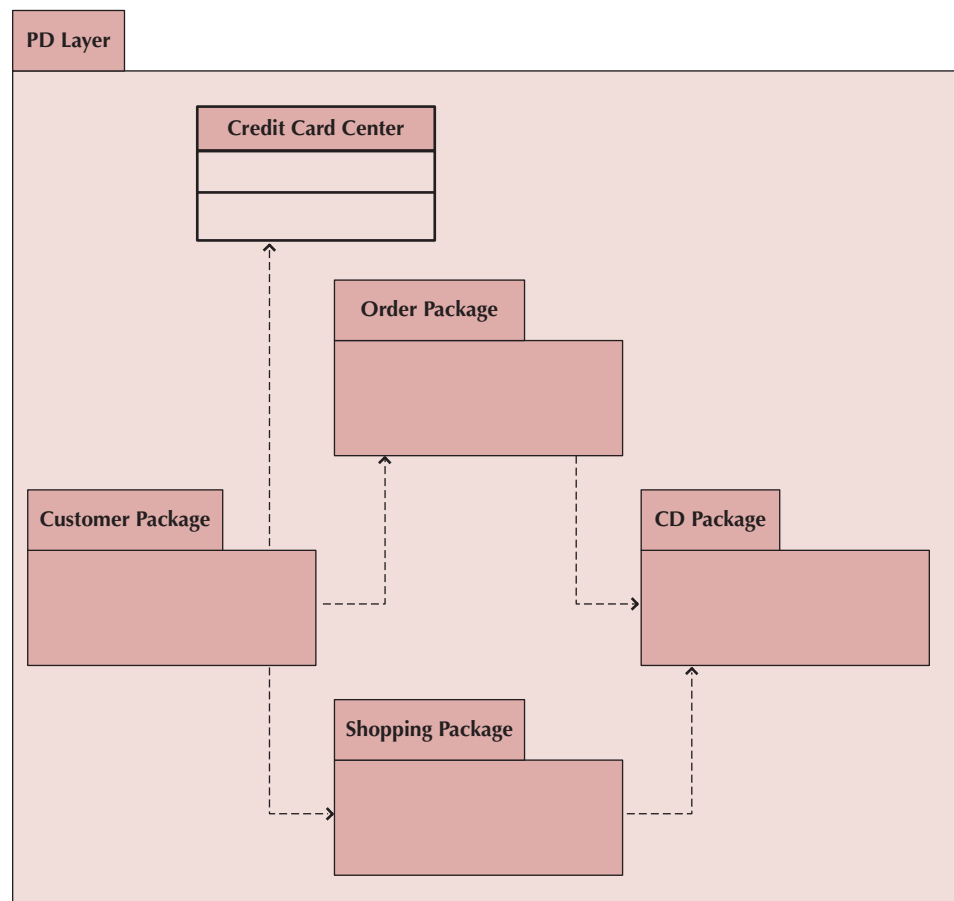 PD Layer
Credit Card Center
Order Package
Customer Package
CD Package
Shopping Package